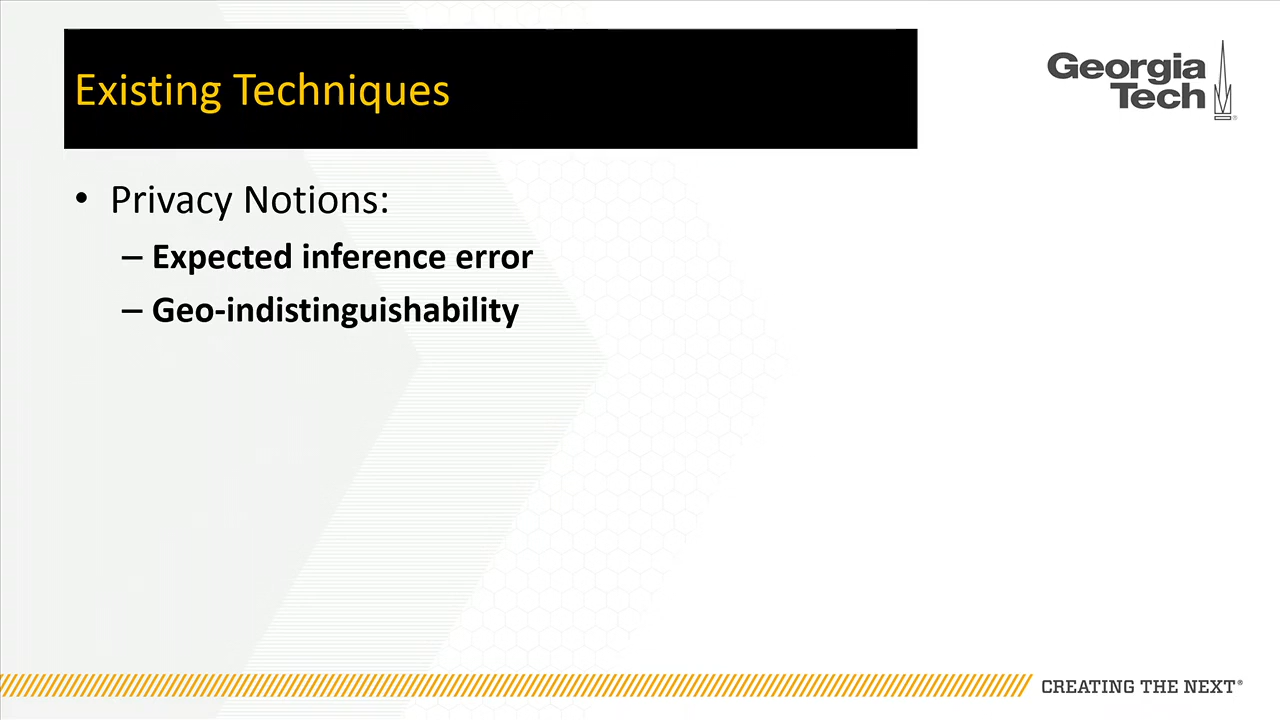 Existing Techniques
Georgia
Tech
®
• Privacy Notions:
– Expected inference error
– Geo-indistinguishability
CREATING THE NEXT®